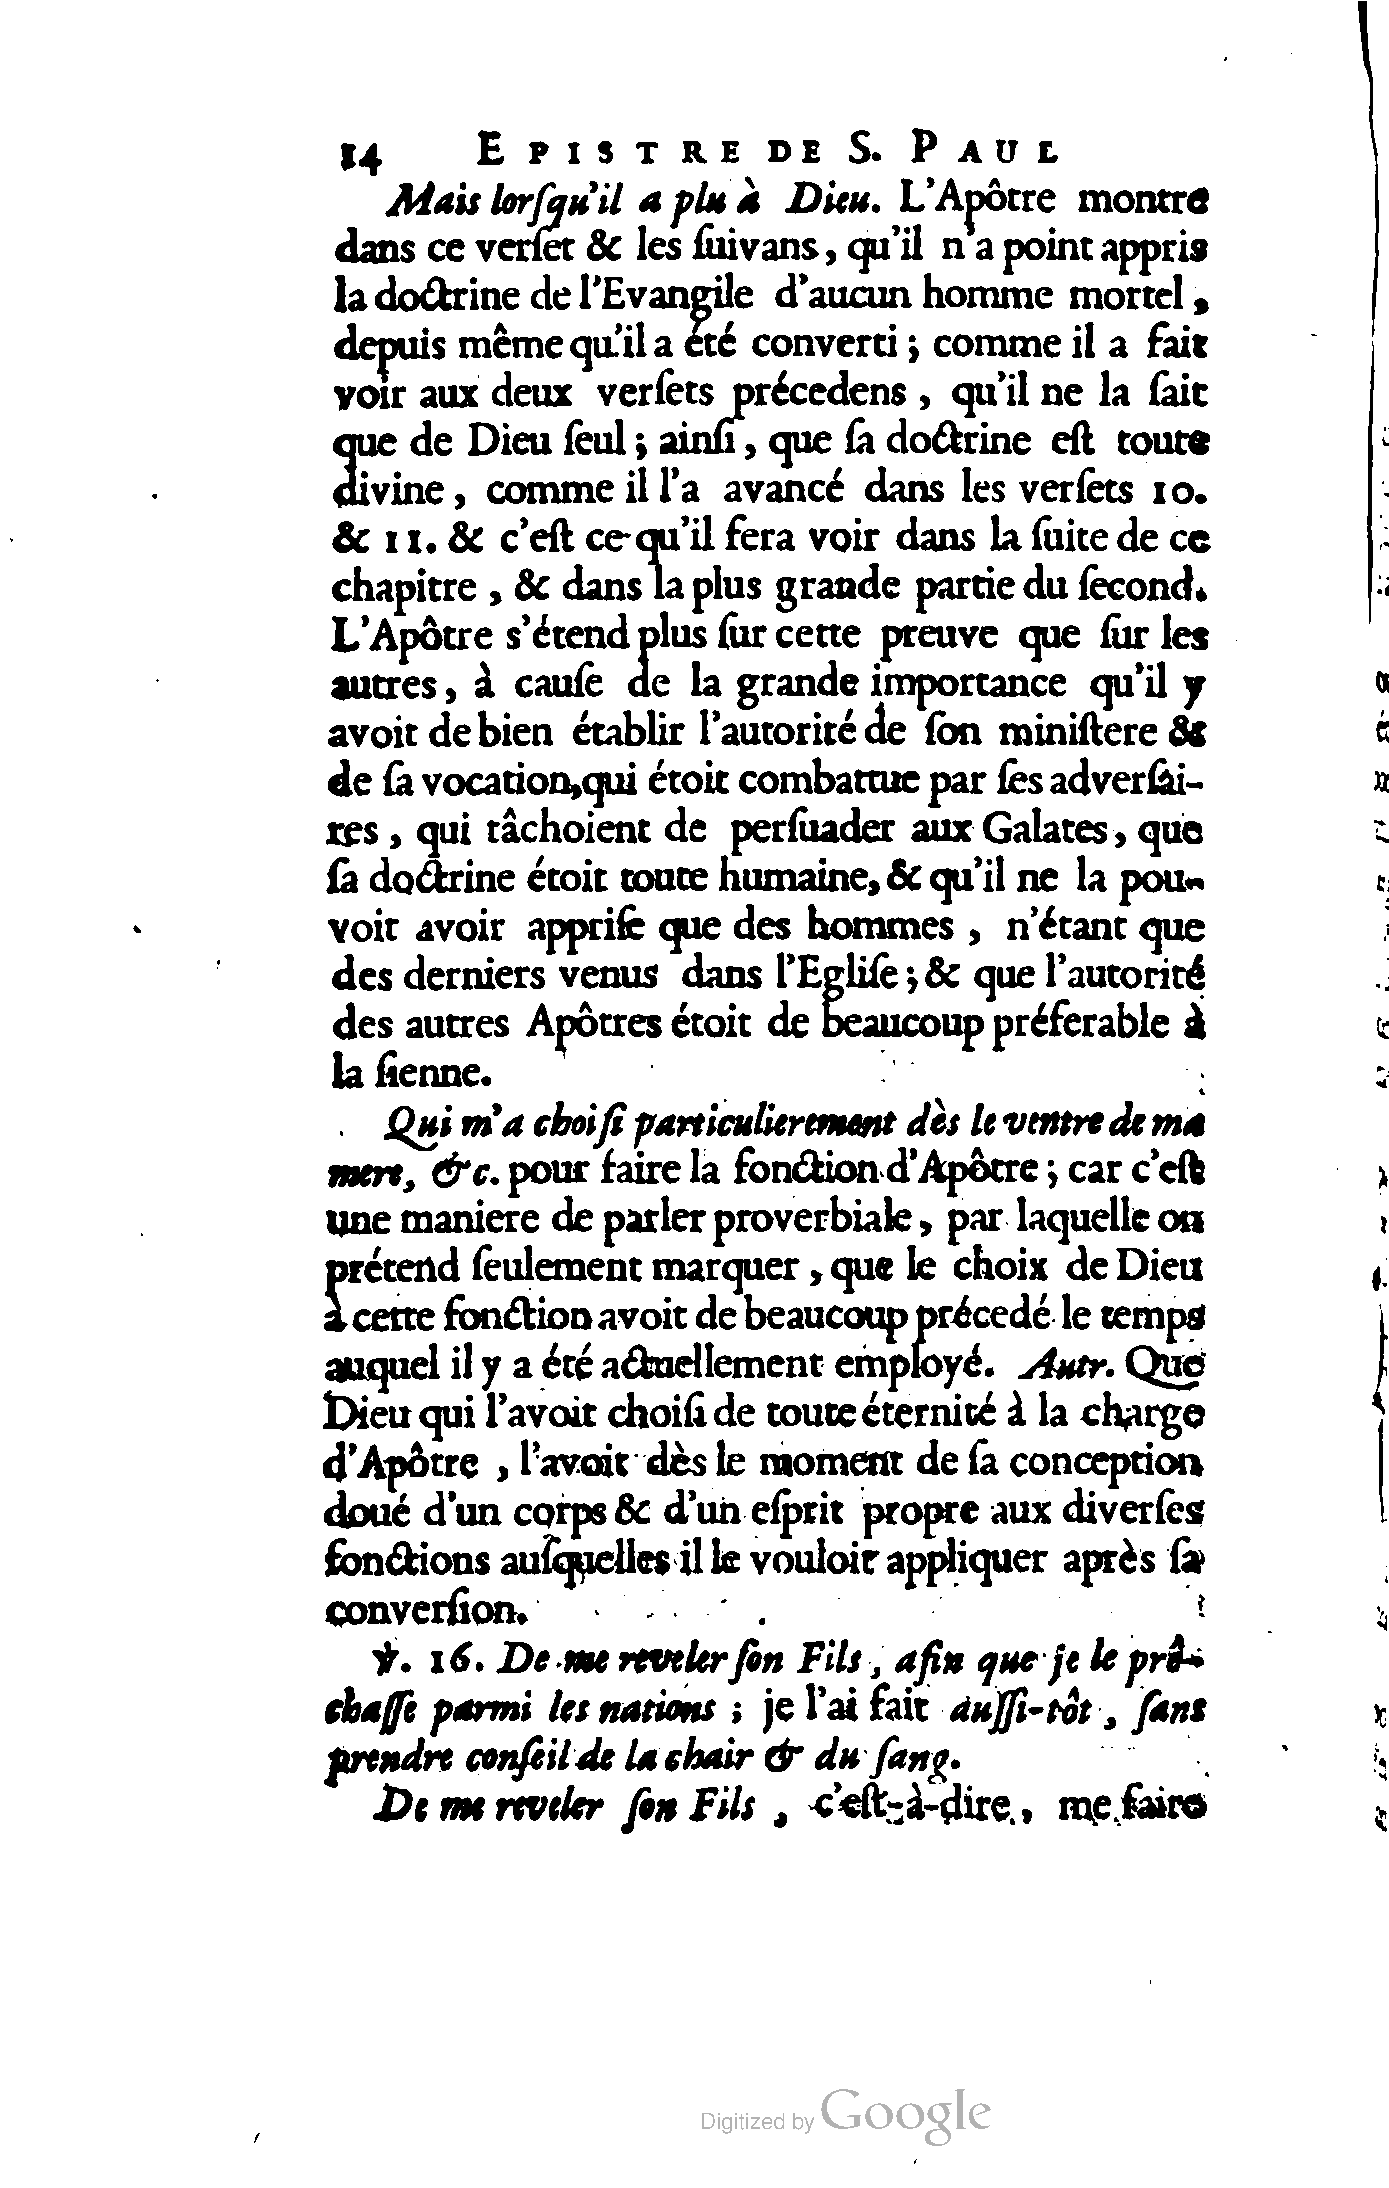 14 EPISTRE DE S. PAUL
Mais lorſqu'il a plu à Dieu. L'Apôtre montre
dans ce verſet & les ſuivans, qu'il n'a point appris
la doctrine de l'Evangile d'aucun homme mortel,
depuis même qu'il a été converti ; comme il a fait
voir aux deux verſets précedens, qu'il ne la ſait
que de Dieu ſeul ; ainſi, que ſa doctrine eſt toute
divine, comme il l'a avancé dans les verſets 10.
& 11. & c'eſt ce qu'il fera voir dans la ſuite de ce
chapitre, & dans la plus grande partie du ſecond.
L'Apôtre s'étend plus ſur cette preuve que ſur les
autres, à cauſe de la grande importance qu'il y
avoit de bien établir l'autorité de ſon miniſtere &
de ſa vocation, qui étoit combattue par ſes adverſai-
res, qui tâchoient de perſuader aux Galates, que
ſa doctrine étoit toute humaine, & qu'il ne la pou-
voit avoir appriſe que des hommes, n'étant que
des derniers venus dans l'Egliſe ; & que l'autorité
des autres Apôtres étoit de beaucoup préferable à
la ſienne.
Qui m'a choiſi particulierement dès le ventre de ma
mere, &c. pour faire la fonction d'Apôtre ; car c'eſt
une maniere de parler proverbiale, par laquelle on
prétend ſeulement marquer, que le choix de Dieu
à cette fonction avoit de beaucoup précedé le temps
auquel il y a été actuellement employé. Autr. Que
Dieu qui l'avoit choiſi de toute éternité à la charge
d'Apôtre, l'avoit dès le moment de ſa conception
doué d'un corps & d'un eſprit propre aux diverſes
fonctions auſquelles il le vouloit appliquer après ſa
converſion.
℣. 16. De me reveler ſon Fils, afin que je le prê-
chaſſe parmi les nations ; je l'ai fait auſſi-tôt, ſans
prendre conſeil de la chair & du ſang.
De me reveler ſon Fils, c'eſt-à-dire, me faire
Digitized by Google